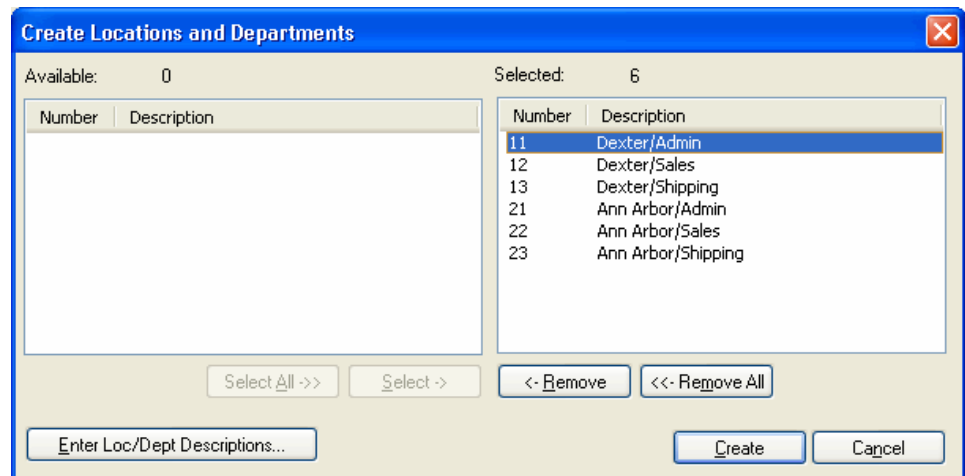 Create Locations and Departments
Available: 0
Selected: 6
Number Description
Number Description
11 Dexter/Admin
12 Dexter/Sales
13 Dexter/Shipping
21 Ann Arbor/Admin
22 Ann Arbor/Sales
23 Ann Arbor/Shipping
Select All ->> Select -> <- Remove <<- Remove All
Enter Loc/Dept Descriptions... Create Cancel